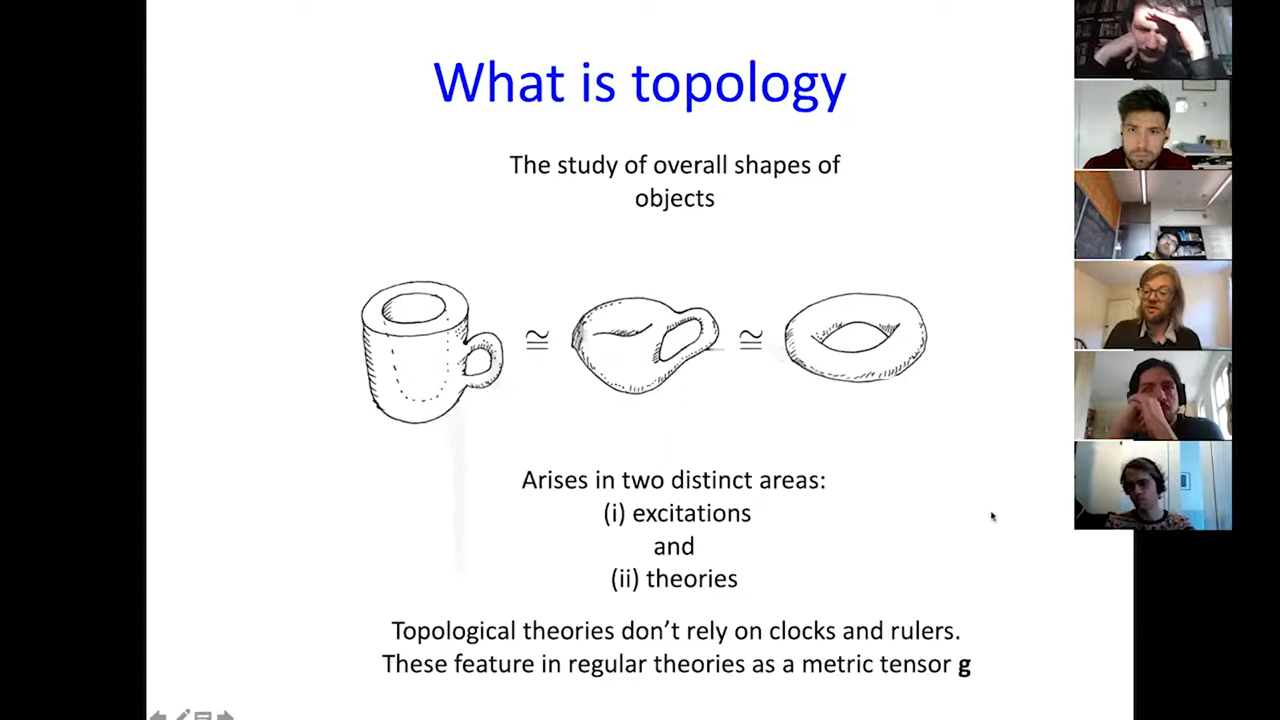 What is topology
The study of overall shapes of
objects
≅ ≅
Arises in two distinct areas:
(i) excitations
and
(ii) theories
Topological theories don’t rely on clocks and rulers.
These feature in regular theories as a metric tensor g